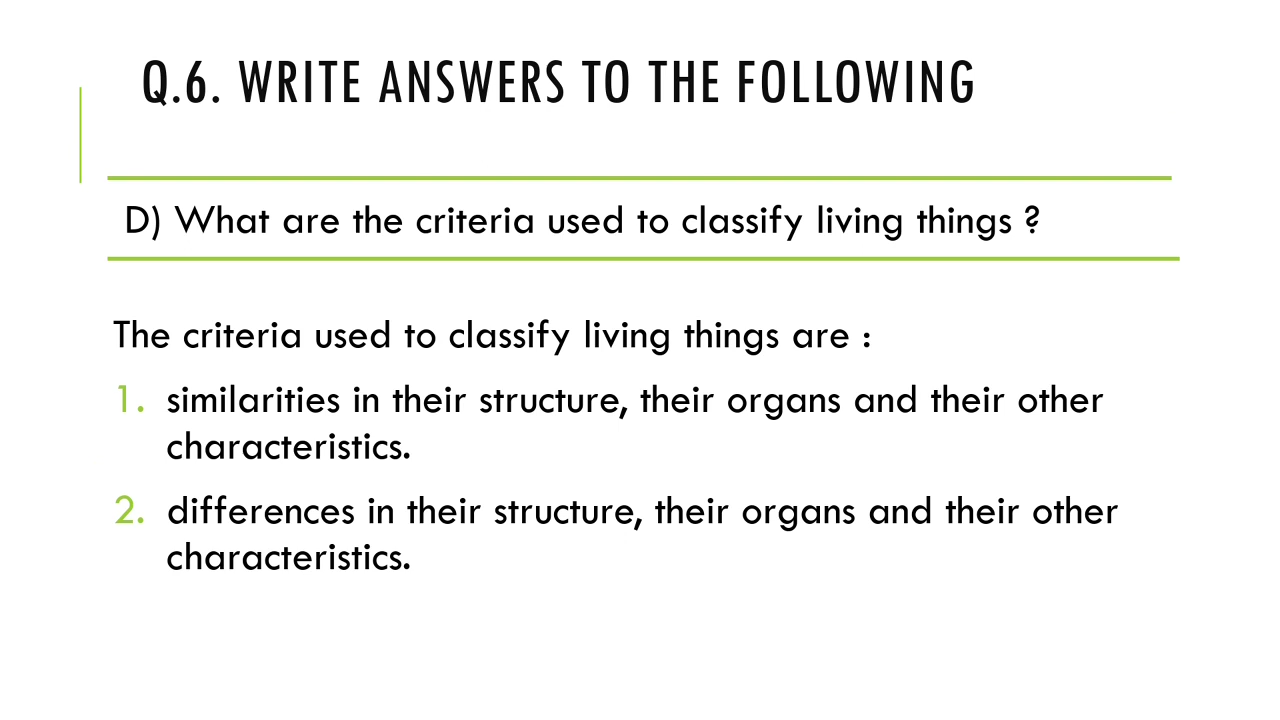 Q.6. WRITE ANSWERS TO THE FOLLOWING
D) What are the criteria used to classify living things ?
The criteria used to classify living things are :
1. similarities in their structure, their organs and their other
characteristics.
2. differences in their structure, their organs and their other
characteristics.